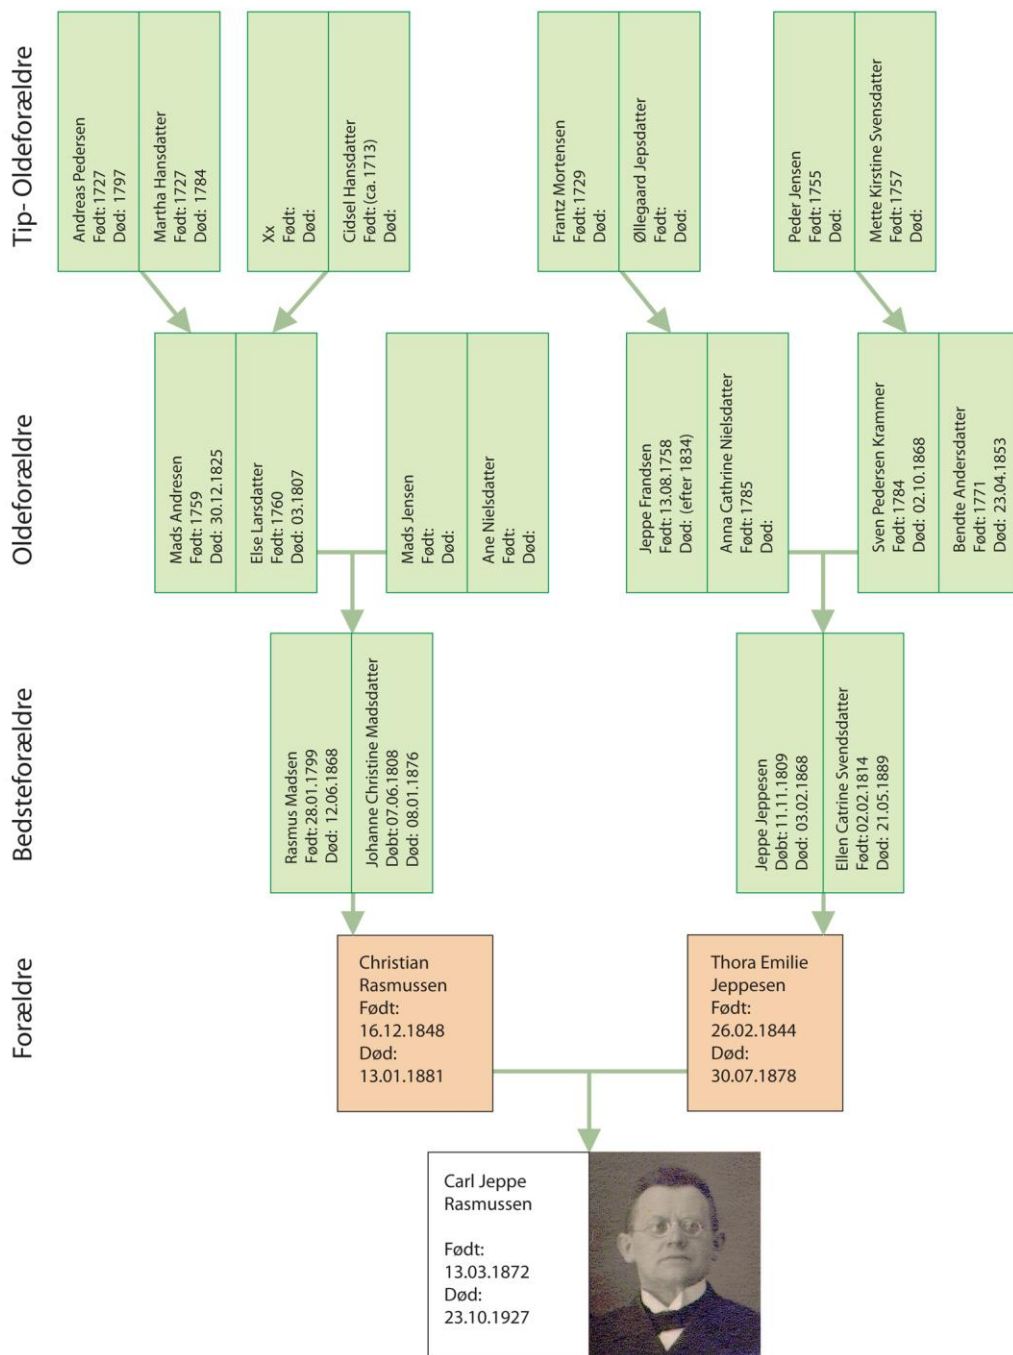 Tip- Oldeforældre
Andreas Pedersen
Født: 1727
Død: 1797
Martha Hansdatter
Født: 1727
Død: 1784
Xx
Født:
Død:
Cidsel Hansdatter
Født: (ca. 1713)
Død:
Frantz Mortensen
Født: 1729
Død:
Øllegaard Jepsdatter
Født:
Død:
Peder Jensen
Født: 1755
Død:
Mette Kirstine Svensdatter
Født: 1757
Død:
Oldeforældre
Mads Andresen
Født: 1759
Død: 30.12.1825
Else Larsdatter
Født: 1760
Død: 03.1807
Mads Jensen
Født:
Død:
Ane Nielsdatter
Født:
Død:
Jeppe Frandsen
Født: 13.08.1758
Død: (efter 1834)
Anna Cathrine Nielsdatter
Født: 1785
Død:
Sven Pedersen Krammer
Født: 1784
Død: 02.10.1868
Bendte Andersdatter
Født: 1771
Død: 23.04.1853
Bedsteforældre
Rasmus Madsen
Født: 28.01.1799
Død: 12.06.1868
Johanne Christine Madsdatter
Døbt: 07.06.1808
Død: 08.01.1876
Jeppe Jeppesen
Døbt: 11.11.1809
Død: 03.02.1868
Ellen Catrine Svendsdatter
Født: 02.02.1814
Død: 21.05.1889
Forældre
Christian
Rasmussen
Født:
16.12.1848
Død:
13.01.1881
Thora Emilie
Jeppesen
Født:
26.02.1844
Død:
30.07.1878
Carl Jeppe
Rasmussen
Født:
13.03.1872
Død:
23.10.1927